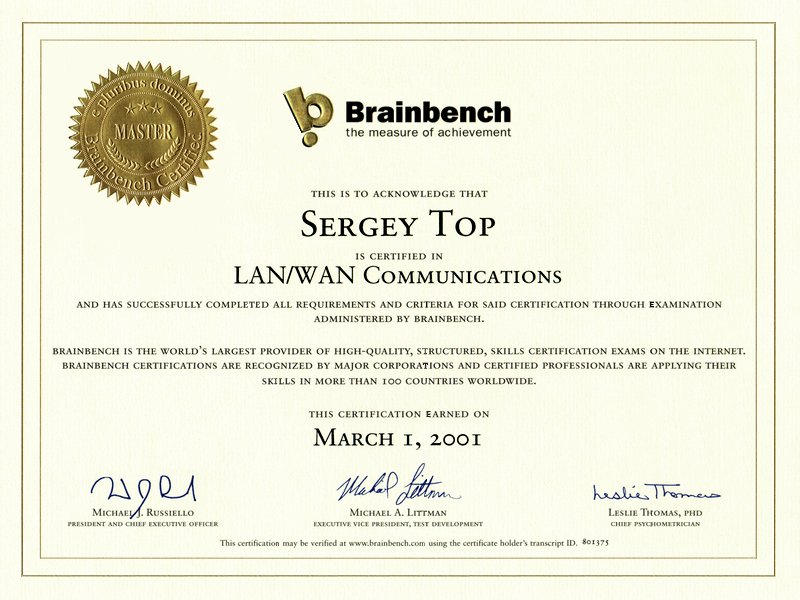 e pluribus dominus
MASTER
Brainbench Certified
Brainbench
the measure of achievement
THIS IS TO ACKNOWLEDGE THAT
SERGEY TOP
IS CERTIFIED IN
LAN/WAN COMMUNICATIONS
AND HAS SUCCESSFULLY COMPLETED ALL REQUIREMENTS AND CRITERIA FOR SAID CERTIFICATION THROUGH EXAMINATION
ADMINISTERED BY BRAINBENCH.
BRAINBENCH IS THE WORLD'S LARGEST PROVIDER OF HIGH-QUALITY, STRUCTURED, SKILLS CERTIFICATION EXAMS ON THE INTERNET.
BRAINBENCH CERTIFICATIONS ARE RECOGNIZED BY MAJOR CORPORATIONS AND CERTIFIED PROFESSIONALS ARE APPLYING THEIR
SKILLS IN MORE THAN 100 COUNTRIES WORLDWIDE.
THIS CERTIFICATION EARNED ON
MARCH 1, 2001
Michael Littman
Leslie Thomas
MICHAEL J. RUSSIELLO
PRESIDENT AND CHIEF EXECUTIVE OFFICER
MICHAEL A. LITTMAN
EXECUTIVE VICE PRESIDENT, TEST DEVELOPMENT
LESLIE THOMAS, PHD
CHIEF PSYCHOMETRICIAN
This certification may be verified at www.brainbench.com using the certificate holder's transcript ID. 801375